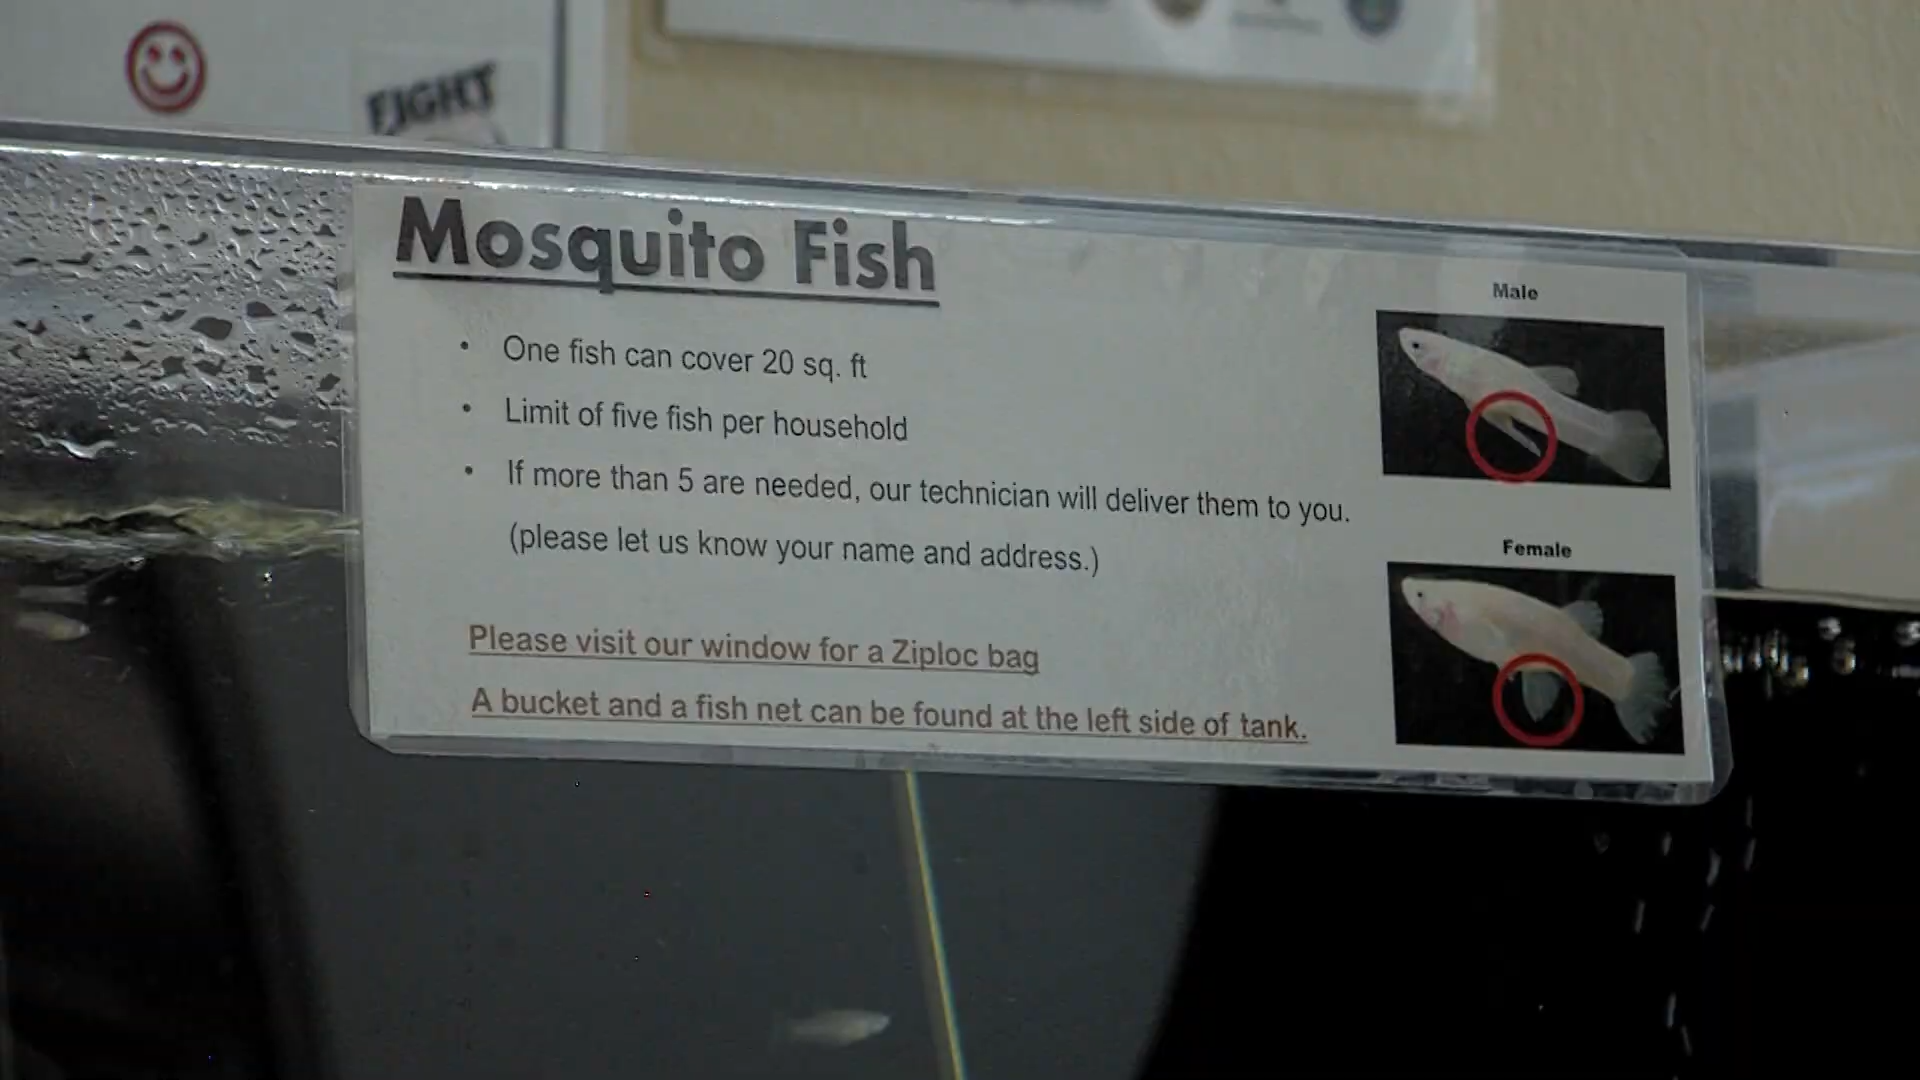 FIGHT
Mosquito Fish
Male
• One fish can cover 20 sq. ft
• Limit of five fish per household
• If more than 5 are needed, our technician will deliver them to you.
(please let us know your name and address.)
Female
Please visit our window for a Ziploc bag
A bucket and a fish net can be found at the left side of tank.